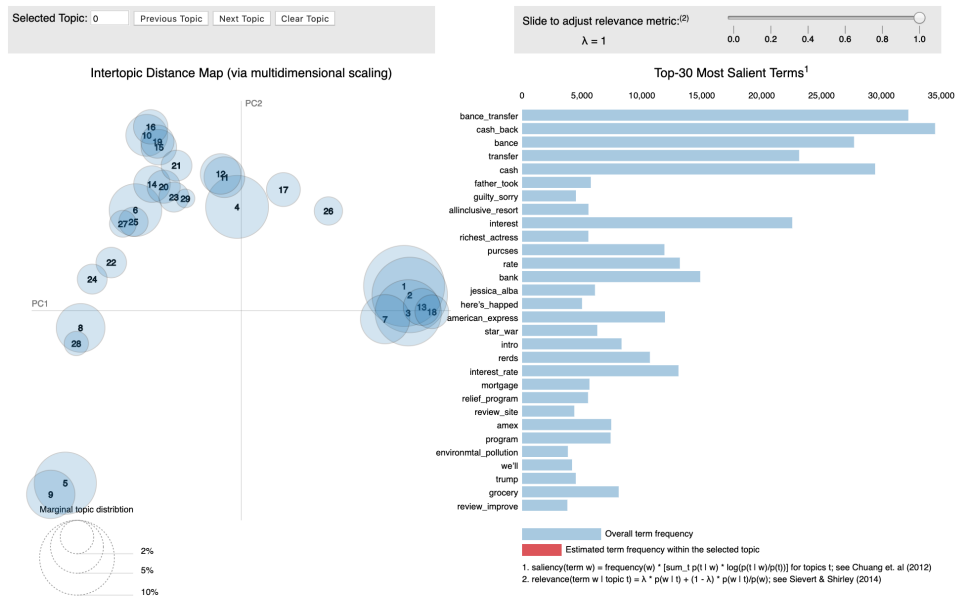 Selected Topic: 0 Previous Topic Next Topic Clear Topic
Slide to adjust relevance metric:(2)
λ = 1
0.0 0.2 0.4 0.6 0.8 1.0
Intertopic Distance Map (via multidimensional scaling)
PC2
PC1
16
10
19
15
21
14
20
23
29
12
11
4
17
26
6
27
25
22
24
8
28
1
2
3
13
18
7
5
9
Marginal topic distribtion
2%
5%
10%
Top-30 Most Salient Terms1
0 5,000 10,000 15,000 20,000 25,000 30,000 35,000
bance_transfer
cash_back
bance
transfer
cash
father_took
guilty_sorry
allinclusive_resort
interest
richest_actress
purcses
rate
bank
jessica_alba
here's_happed
american_express
star_war
intro
rerds
interest_rate
mortgage
relief_program
review_site
amex
program
environmntal_pollution
we'll
trump
grocery
review_improve
Overall term frequency
Estimated term frequency within the selected topic
1. saliency(term w) = frequency(w) * [sum_t p(t | w) * log(p(t | w)/p(t))] for topics t; see Chuang et. al (2012)
2. relevance(term w | topic t) = λ * p(w | t) + (1 - λ) * p(w | t)/p(w); see Sievert & Shirley (2014)